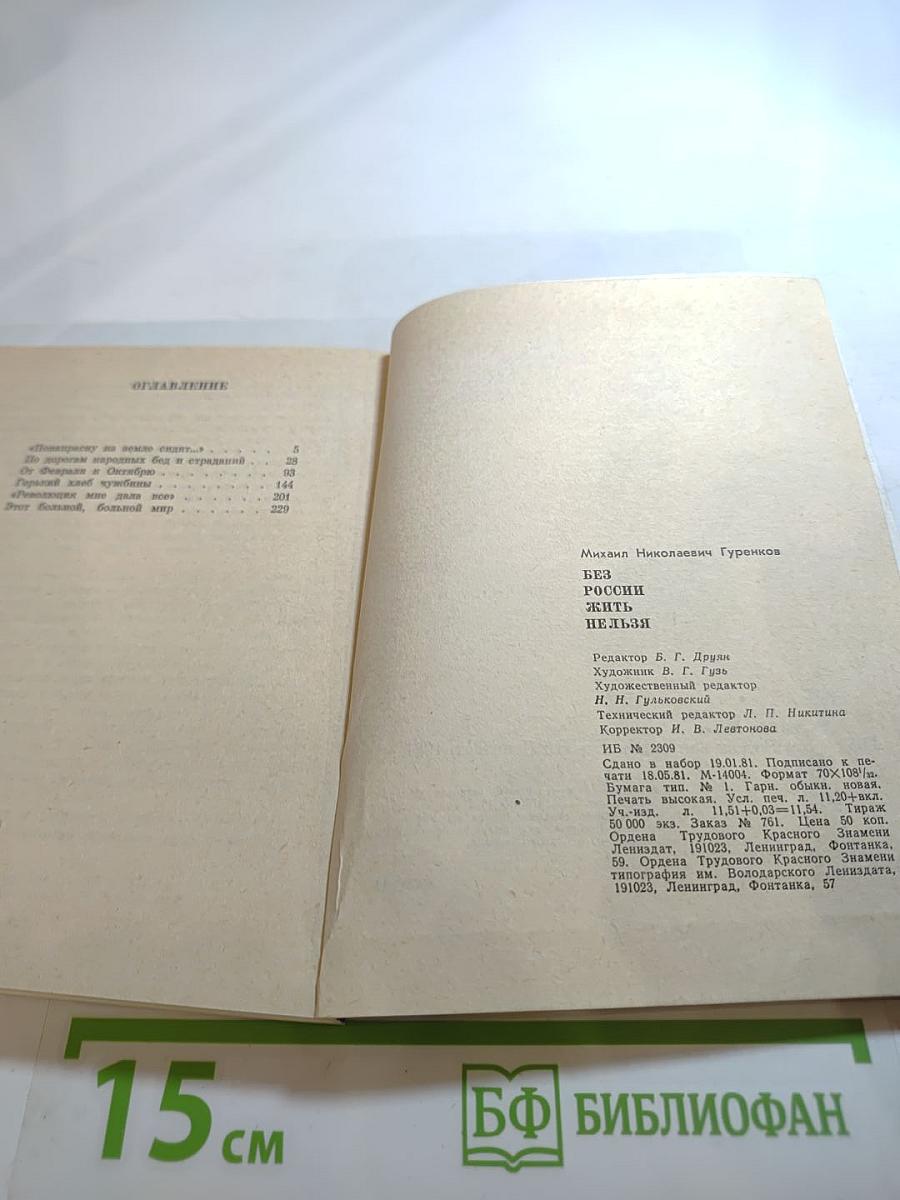 ОГЛАВЛЕНИЕ
«Понапрасну на земле сидят...» . . . . . 5
По дорогам народных бед и страданий . . 28
От Февраля к Октябрю . . . . . . . . 93
Горький хлеб чужбины . . . . . . . . 144
«Революция мне дала все» . . . . . . 201
Этот больной, больной мир . . . . . . 229
Михаил Николаевич Гуренков
БЕЗ
РОССИИ
ЖИТЬ
НЕЛЬЗЯ
Редактор Б. Г. Друян
Художник В. Г. Гузь
Художественный редактор
Н. Н. Гульковский
Технический редактор Л. П. Никитина
Корректор И. В. Левтонова
ИБ № 2309
Сдано в набор 19.01.81. Подписано к пе-
чати 18.05.81. М-14004. Формат 70×108¹/₃₂.
Бумага тип. № 1. Гарн. обыкн. новая.
Печать высокая. Усл. печ. л. 11,20+вкл.
Уч.-изд. л. 11,51+0,03=11,54. Тираж
50 000 экз. Заказ № 761. Цена 50 коп.
Ордена Трудового Красного Знамени
Лениздат, 191023, Ленинград, Фонтанка,
59. Ордена Трудового Красного Знамени
типография им. Володарского Лениздата,
191023, Ленинград, Фонтанка, 57
15 см
БФ БИБЛИОФАН